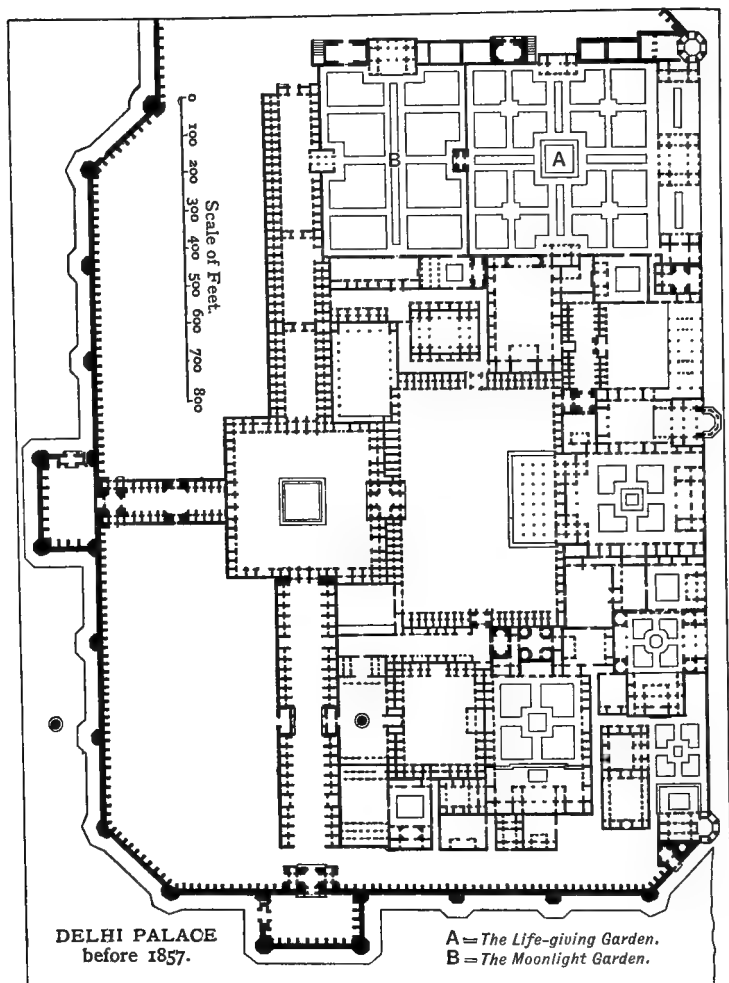 B
A
0 100 200 300 400 500 600 700 800
Scale of Feet.
DELHI PALACE
before 1857.
A = The Life-giving Garden.
B = The Moonlight Garden.